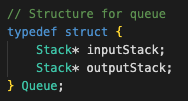 // Structure for queue
typedef struct {
    Stack* inputStack;
    Stack* outputStack;
} Queue;